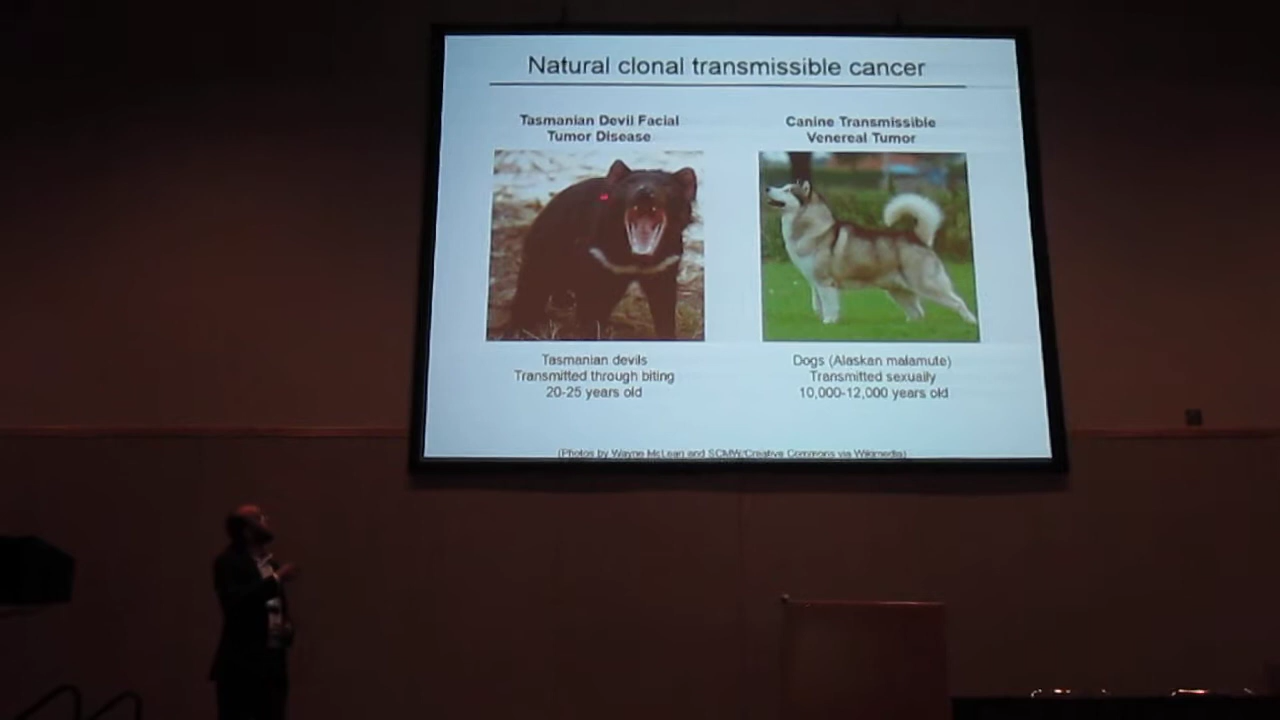 Natural clonal transmissible cancer
Tasmanian Devil Facial
Tumor Disease
Canine Transmissible
Venereal Tumor
Tasmanian devils
Transmitted through biting
20-25 years old
Dogs (Alaskan malamute)
Transmitted sexually
10,000-12,000 years old
(Photos by Wayne McLean and SCMW/Creative Commons via Wikimedia)